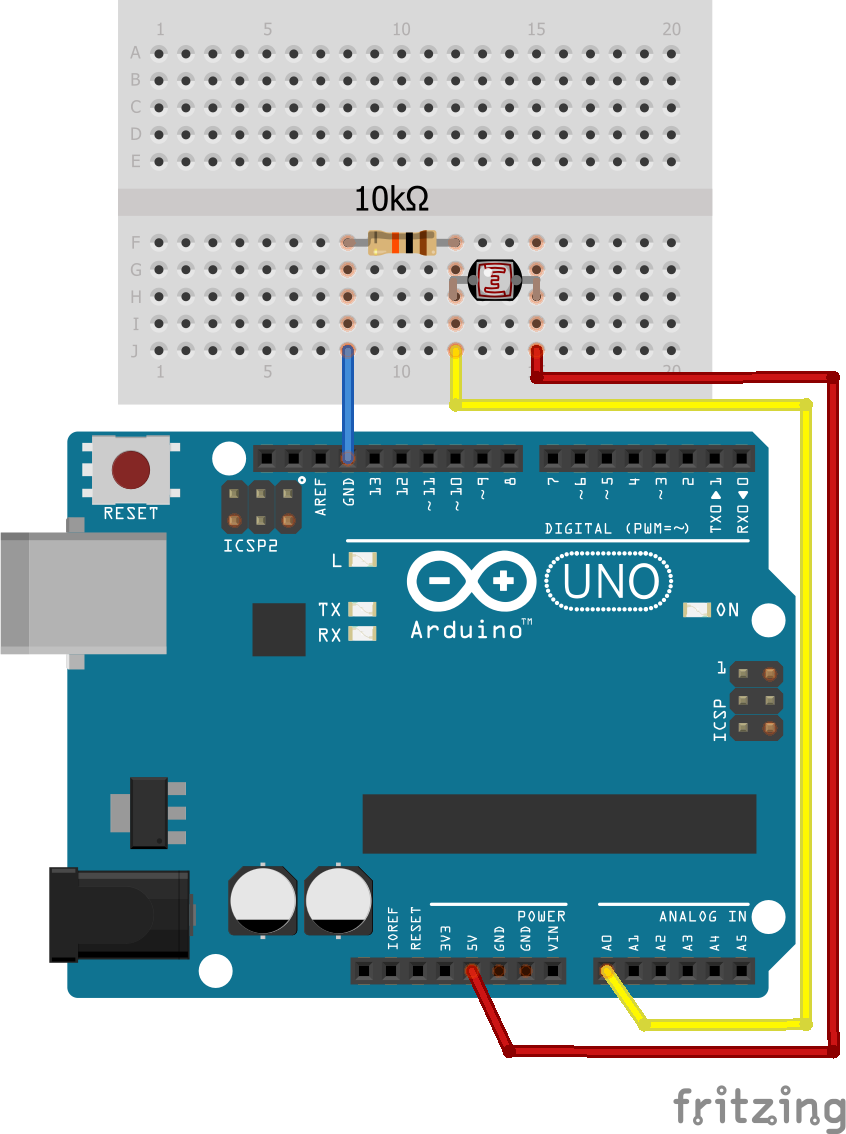 1 5 10 15 20
A
B
C
D
E
10kΩ
F
G
H
I
J
1 5 10 15 20
RESET
ICSP2
AREF
GND
13
12
~11
~10
~9
8
7
~6
~5
4
~3
2
TX0▶1
RX0◀0
DIGITAL (PWM=~)
L
TX
RX
UNO
ON
Arduino™
1
ICSP
POWER
ANALOG IN
IOREF
RESET
3V3
5V
GND
GND
VIN
A0
A1
A2
A3
A4
A5
fritzing